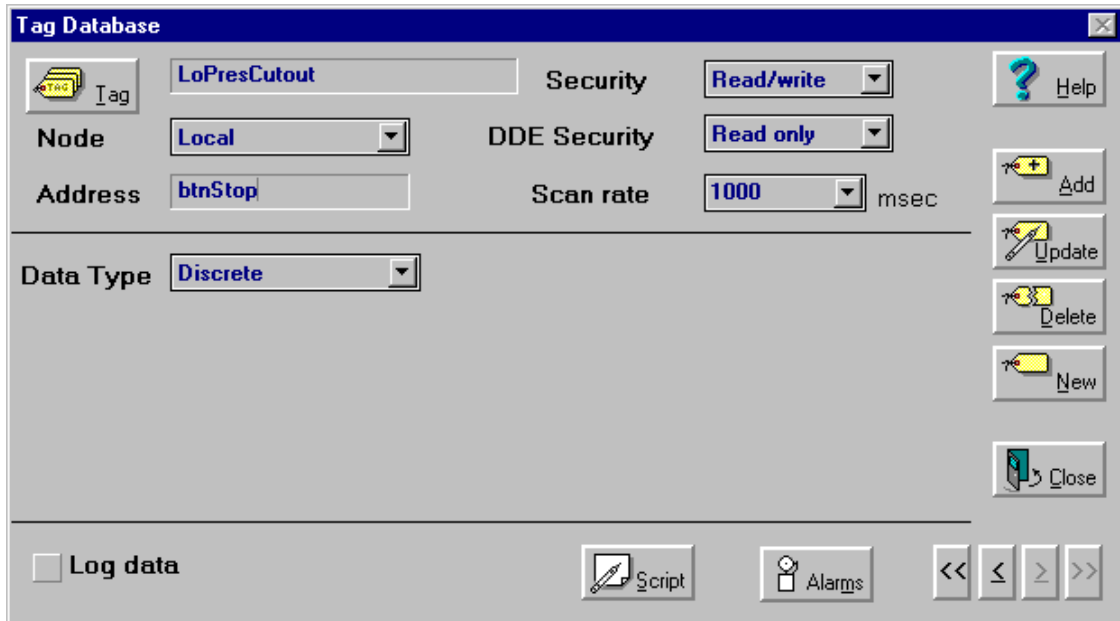 Tag Database
TAG Tag LoPresCutout Security Read/write Help
Node Local DDE Security Read only
Address btnStop Scan rate 1000 msec Add
Update
Data Type Discrete
Delete
New
Close
Log data Script Alarms << < > >>